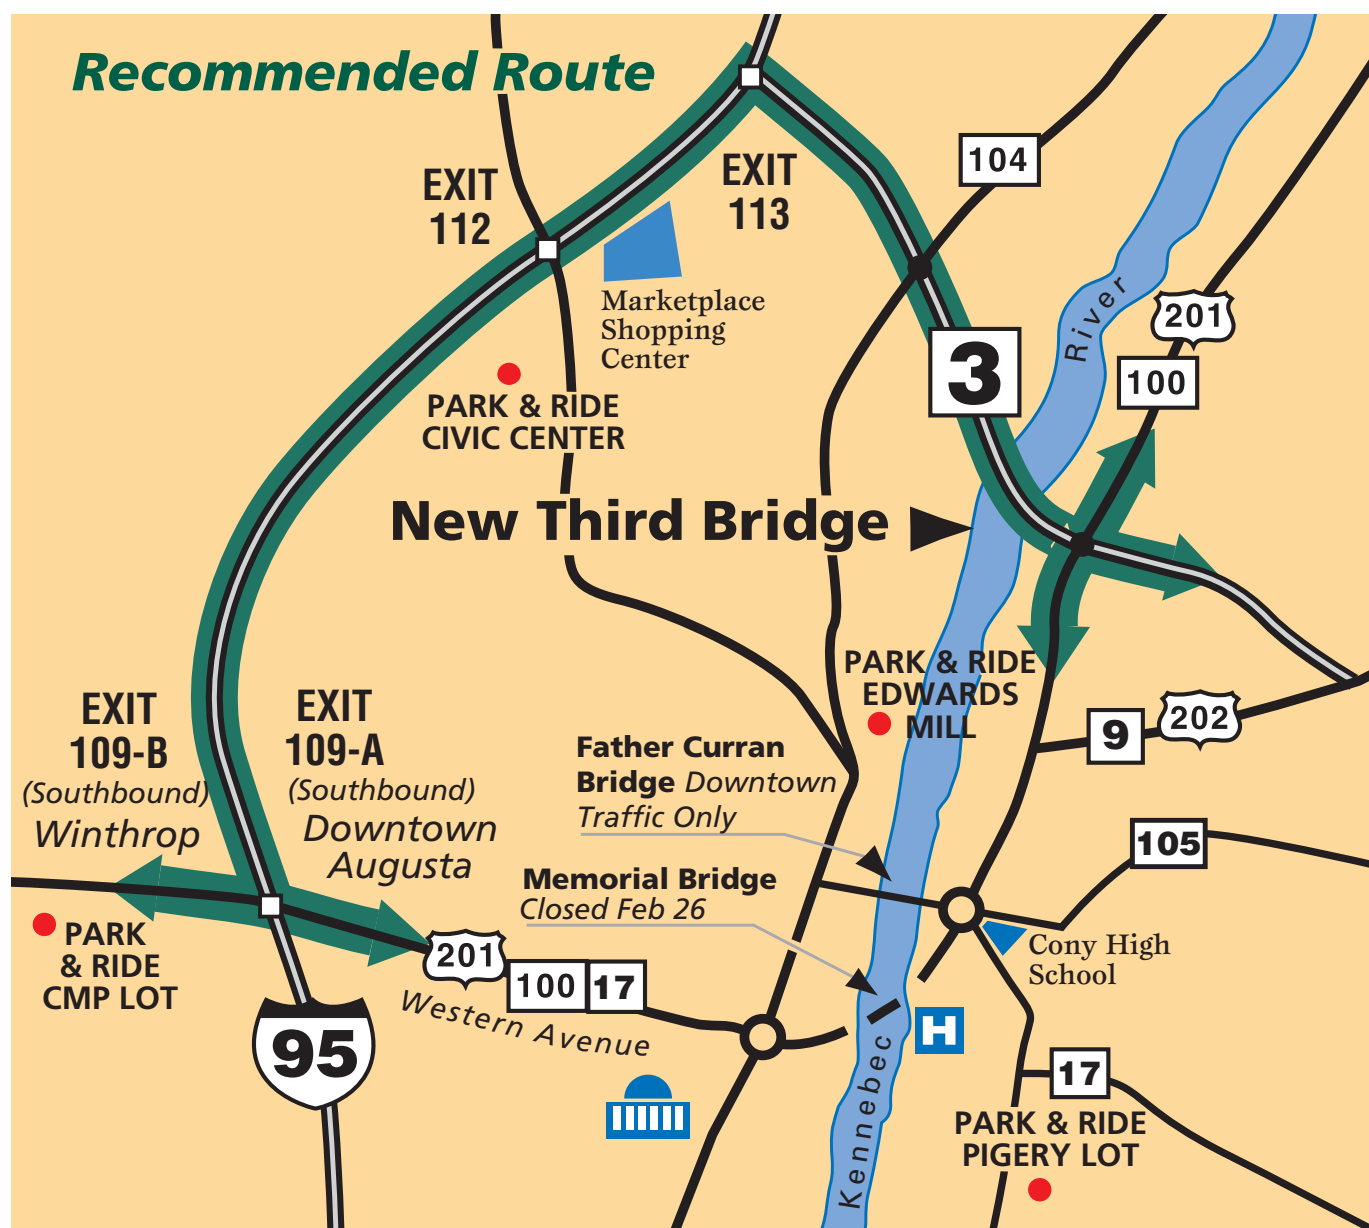 Recommended Route
EXIT
112
EXIT
113
104
Marketplace
Shopping
Center
River
201
100
3
PARK & RIDE
CIVIC CENTER
New Third Bridge
PARK & RIDE
EDWARDS
MILL
EXIT
109-B
(Southbound)
Winthrop
EXIT
109-A
(Southbound)
Downtown
Augusta
9
202
Father Curran
Bridge Downtown
Traffic Only
105
Memorial Bridge
Closed Feb 26
PARK
& RIDE
CMP LOT
201
100
17
Western Avenue
Cony High
School
95
H
Kennebec
17
PARK & RIDE
PIGERY LOT